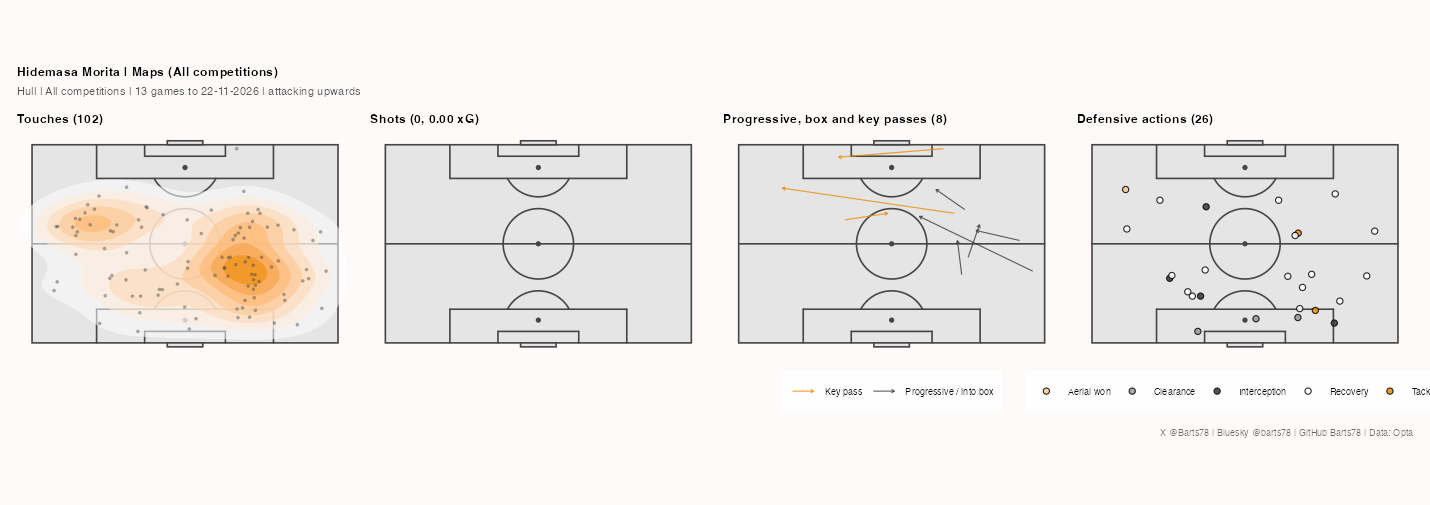 Hidemasa Morita | Maps (All competitions)
Hull | All competitions | 13 games to 22-11-2026 | attacking upwards
Touches (102)
Shots (0, 0.00 xG)
Progressive, box and key passes (8)
Defensive actions (26)
Key pass
Progressive / into box
Aerial won
Clearance
Interception
Recovery
Tack
X @Barts78 | Bluesky @barts78 | GitHub Barts78 | Data: Opta